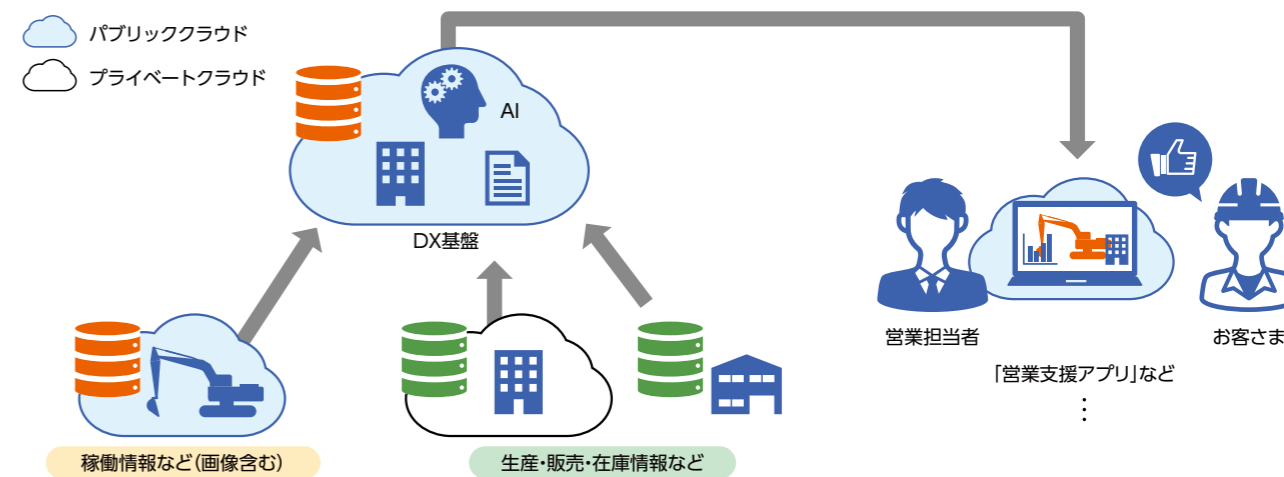 パブリッククラウド
プライベートクラウド
AI
DX基盤
営業担当者
お客さま
「営業支援アプリ」など
⋮
稼働情報など(画像含む)
生産・販売・在庫情報など